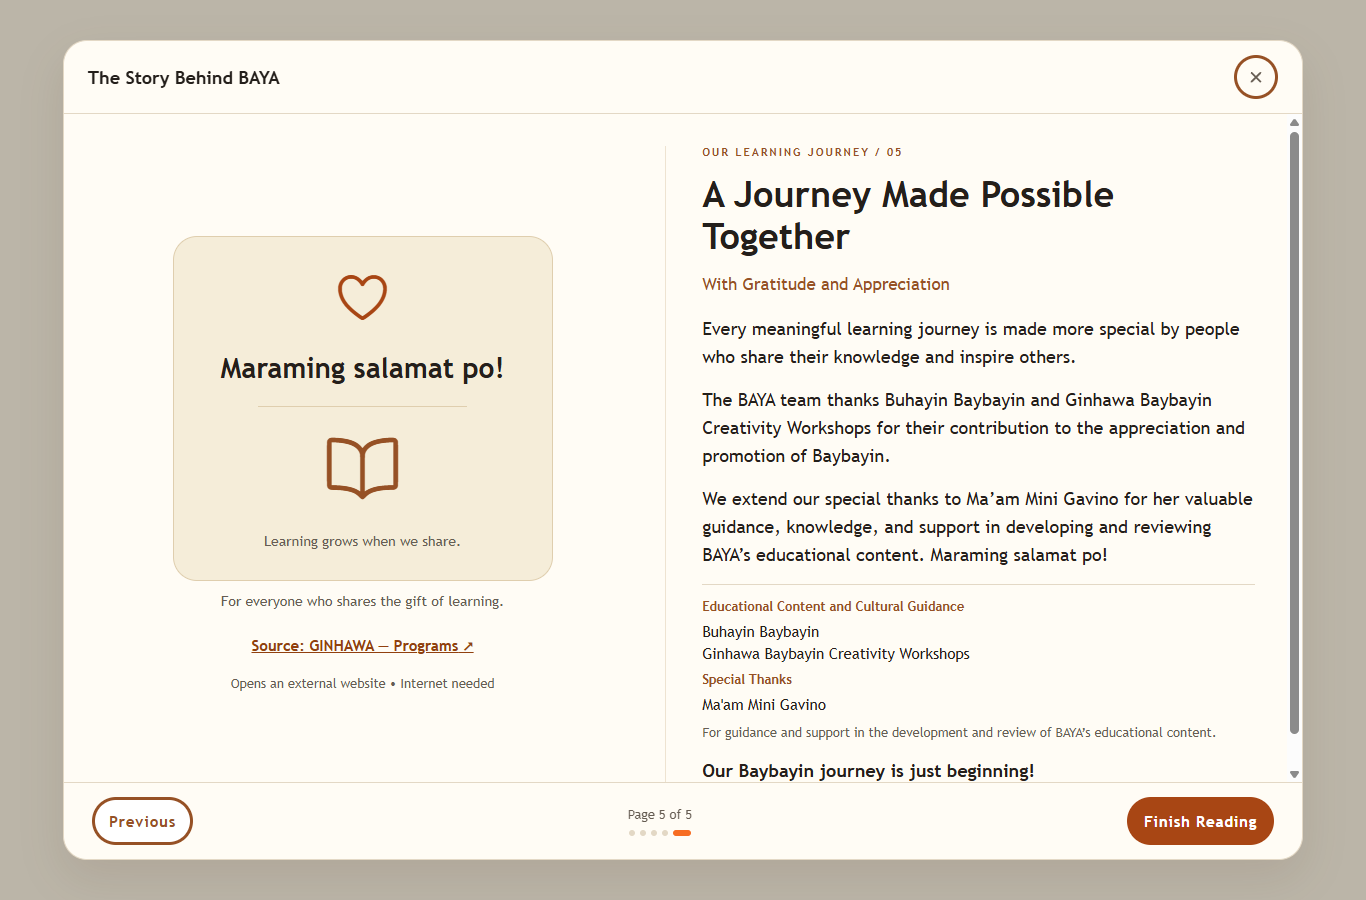 The Story Behind BAYA
Maraming salamat po!
Learning grows when we share.
For everyone who shares the gift of learning.
Source: GINHAWA — Programs ↗
Opens an external website • Internet needed
OUR LEARNING JOURNEY / 05
A Journey Made Possible
Together
With Gratitude and Appreciation
Every meaningful learning journey is made more special by people
who share their knowledge and inspire others.
The BAYA team thanks Buhayin Baybayin and Ginhawa Baybayin
Creativity Workshops for their contribution to the appreciation and
promotion of Baybayin.
We extend our special thanks to Ma’am Mini Gavino for her valuable
guidance, knowledge, and support in developing and reviewing
BAYA’s educational content. Maraming salamat po!
Educational Content and Cultural Guidance
Buhayin Baybayin
Ginhawa Baybayin Creativity Workshops
Special Thanks
Ma'am Mini Gavino
For guidance and support in the development and review of BAYA's educational content.
Our Baybayin journey is just beginning!
Previous
Page 5 of 5
Finish Reading